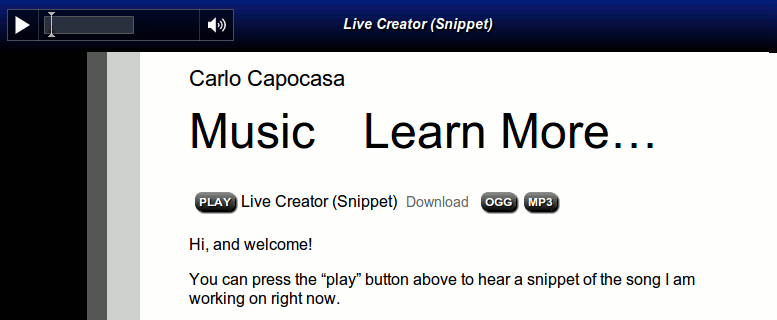 Live Creator (Snippet)
Carlo Capocasa
Music Learn More…
PLAY Live Creator (Snippet) Download OGG MP3
Hi, and welcome!
You can press the “play” button above to hear a snippet of the song I am
working on right now.